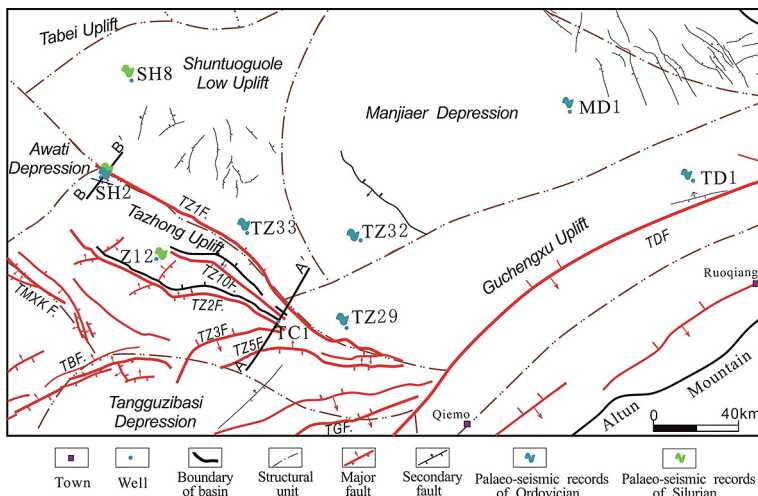 Tabei Uplift
Shuntuoguole
Low Uplift
SH8
Manjiaer Depression
MD1
Awati
Depression
B'
B
SH2
TZ1F.
TD1
TZ33
TZ32
Tazhong Uplift
Z12
TZ10F.
TZ2F.
A'
Guchengxu Uplift
TDF
Ruoqiang
TMXK F.
TZ29
TC1
TZ3F.
TZ5F.
A
TBF.
Tangguzibasi
Depression
TGF.
Qiemo
Altun Mountain
0 40km
Town
Well
Boundary
of basin
Structural
unit
Major
fault
Secondary
fault
Palaeo-seismic records
of Ordovician
Palaeo-seismic records
of Silurian